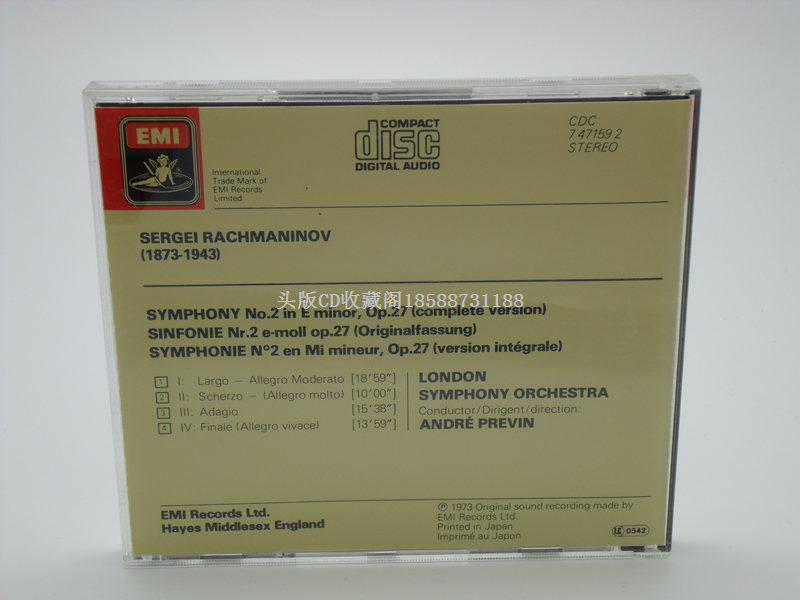 EMI
International
Trade Mark of
EMI Records
Limited
COMPACT
disc
DIGITAL AUDIO
CDC
7 47159 2
STEREO
SERGEI RACHMANINOV
(1873-1943)
头版CD收藏阁18588731188
SYMPHONY No.2 in E minor, Op.27 (complete version)
SINFONIE Nr.2 e-moll op.27 (Originalfassung)
SYMPHONIE N°2 en Mi mineur, Op.27 (version intégrale)
1 I: Largo – Allegro Moderato [18'59"]
2 II: Scherzo – (Allegro molto) [10'00"]
3 III: Adagio [15'38"]
4 IV: Finale (Allegro vivace) [13'59"]
LONDON
SYMPHONY ORCHESTRA
Conductor/Dirigent/direction:
ANDRÉ PREVIN
EMI Records Ltd.
Hayes Middlesex England
℗ 1973 Original sound recording made by
EMI Records Ltd.
Printed in Japan
Imprimé au Japon
LC 0542